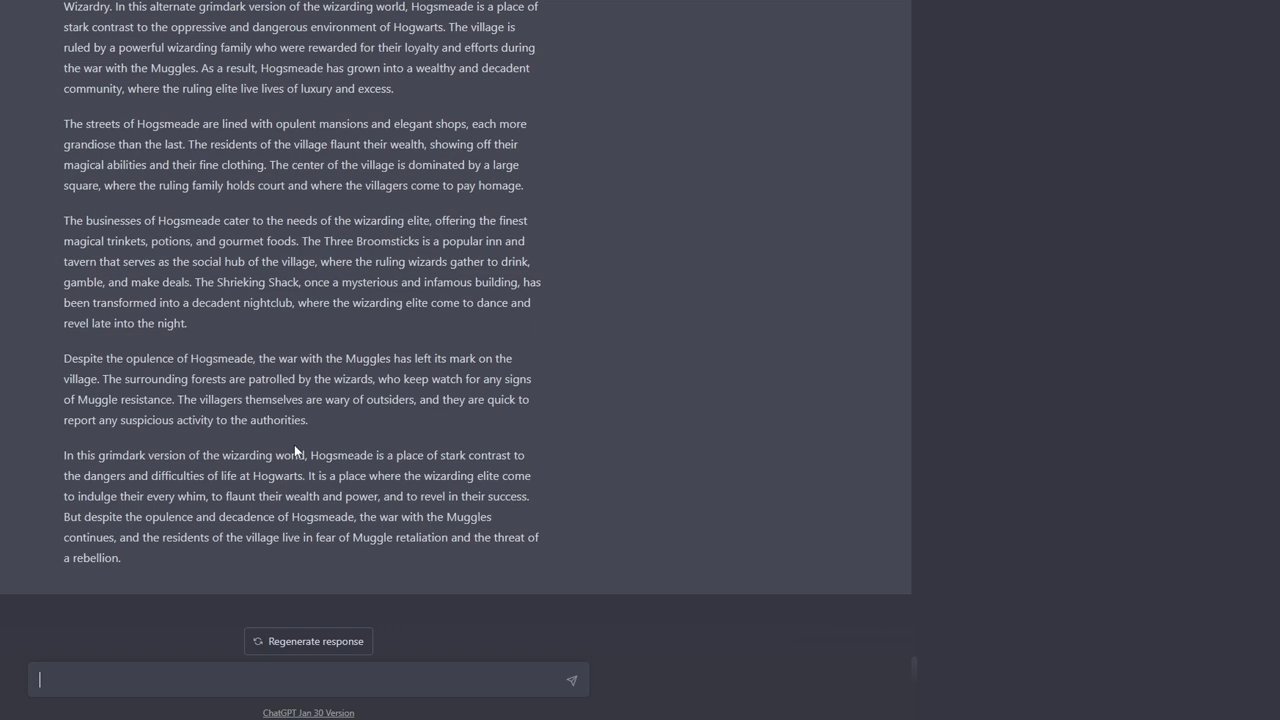 Wizardry. In this alternate grimdark version of the wizarding world, Hogsmeade is a place of
stark contrast to the oppressive and dangerous environment of Hogwarts. The village is
ruled by a powerful wizarding family who were rewarded for their loyalty and efforts during
the war with the Muggles. As a result, Hogsmeade has grown into a wealthy and decadent
community, where the ruling elite live lives of luxury and excess.
The streets of Hogsmeade are lined with opulent mansions and elegant shops, each more
grandiose than the last. The residents of the village flaunt their wealth, showing off their
magical abilities and their fine clothing. The center of the village is dominated by a large
square, where the ruling family holds court and where the villagers come to pay homage.
The businesses of Hogsmeade cater to the needs of the wizarding elite, offering the finest
magical trinkets, potions, and gourmet foods. The Three Broomsticks is a popular inn and
tavern that serves as the social hub of the village, where the ruling wizards gather to drink,
gamble, and make deals. The Shrieking Shack, once a mysterious and infamous building, has
been transformed into a decadent nightclub, where the wizarding elite come to dance and
revel late into the night.
Despite the opulence of Hogsmeade, the war with the Muggles has left its mark on the
village. The surrounding forests are patrolled by the wizards, who keep watch for any signs
of Muggle resistance. The villagers themselves are wary of outsiders, and they are quick to
report any suspicious activity to the authorities.
In this grimdark version of the wizarding world, Hogsmeade is a place of stark contrast to
the dangers and difficulties of life at Hogwarts. It is a place where the wizarding elite come
to indulge their every whim, to flaunt their wealth and power, and to revel in their success.
But despite the opulence and decadence of Hogsmeade, the war with the Muggles
continues, and the residents of the village live in fear of Muggle retaliation and the threat of
a rebellion.
Regenerate response
ChatGPT Jan 30 Version